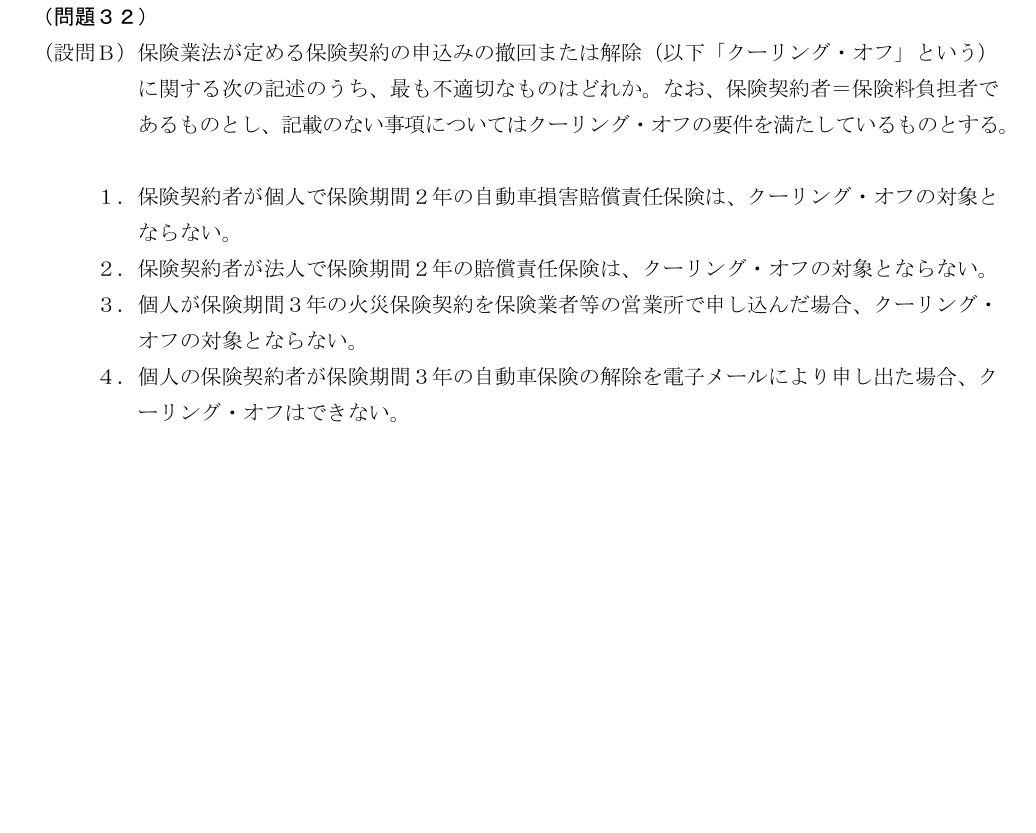 （問題３２）
（設問Ｂ）保険業法が定める保険契約の申込みの撤回または解除（以下「クーリング・オフ」という）
に関する次の記述のうち、最も不適切なものはどれか。なお、保険契約者＝保険料負担者で
あるものとし、記載のない事項についてはクーリング・オフの要件を満たしているものとする。
１．保険契約者が個人で保険期間２年の自動車損害賠償責任保険は、クーリング・オフの対象と
ならない。
２．保険契約者が法人で保険期間２年の賠償責任保険は、クーリング・オフの対象とならない。
３．個人が保険期間３年の火災保険契約を保険業者等の営業所で申し込んだ場合、クーリング・
オフの対象とならない。
４．個人の保険契約者が保険期間３年の自動車保険の解除を電子メールにより申し出た場合、ク
ーリング・オフはできない。